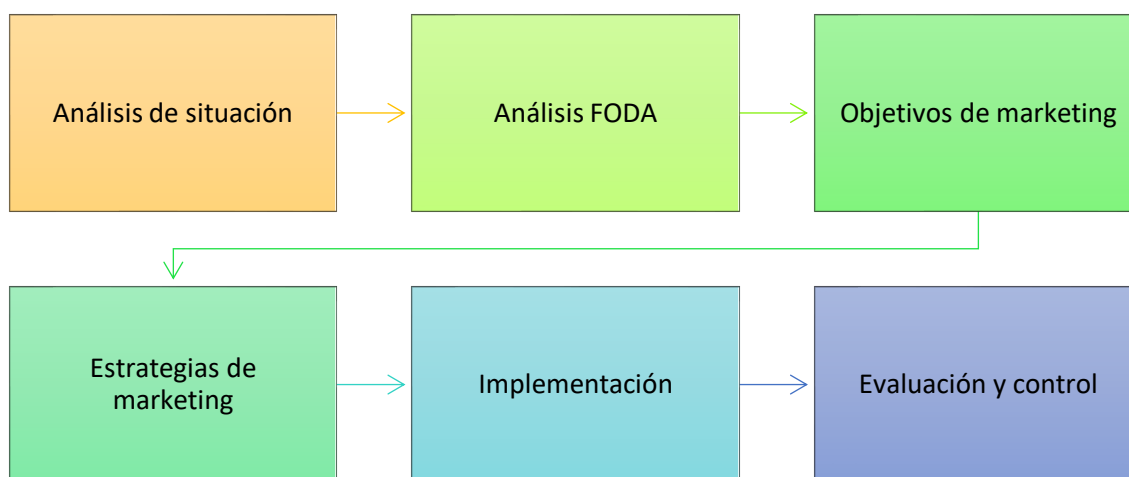 Análisis de situación
Análisis FODA
Objetivos de marketing
Estrategias de
marketing
Implementación
Evaluación y control